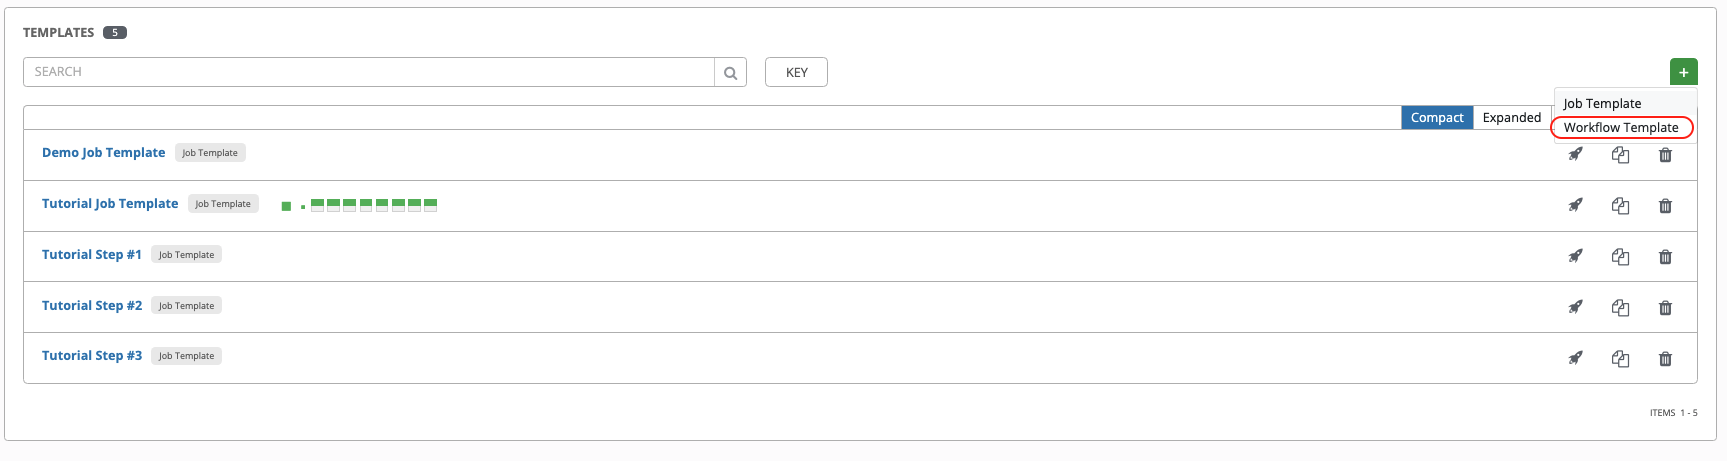 TEMPLATES 5
SEARCH KEY +
Job Template
Compact Expanded
Workflow Template
Demo Job Template Job Template
Tutorial Job Template Job Template
Tutorial Step #1 Job Template
Tutorial Step #2 Job Template
Tutorial Step #3 Job Template
ITEMS 1 - 5